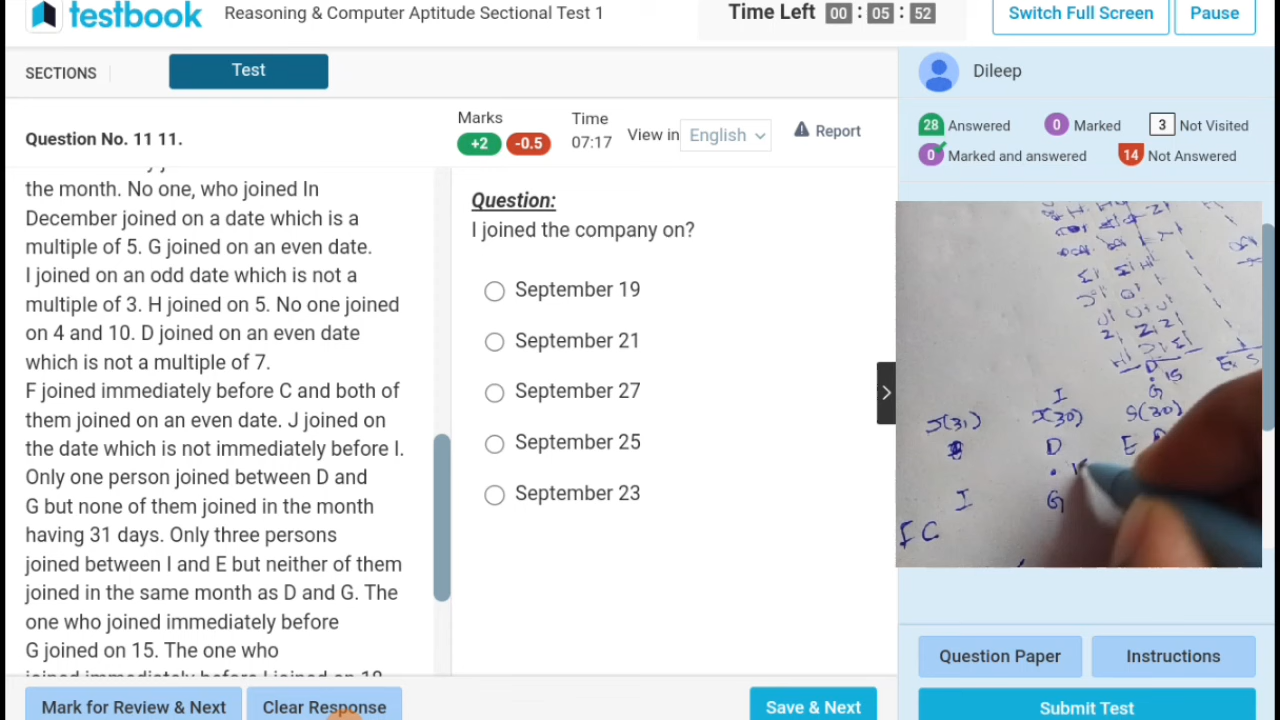 testbook
Reasoning & Computer Aptitude Sectional Test 1
Time Left 00 : 05 : 52
Switch Full Screen
Pause
SECTIONS
Test
Dileep
Question No. 11 11.
Marks
+2 -0.5
Time
07:17
View in English
Report
28 Answered
0 Marked
3 Not Visited
0 Marked and answered
14 Not Answered
the month. No one, who joined In
December joined on a date which is a
multiple of 5. G joined on an even date.
I joined on an odd date which is not a
multiple of 3. H joined on 5. No one joined
on 4 and 10. D joined on an even date
which is not a multiple of 7.
F joined immediately before C and both of
them joined on an even date. J joined on
the date which is not immediately before I.
Only one person joined between D and
G but none of them joined in the month
having 31 days. Only three persons
joined between I and E but neither of them
joined in the same month as D and G. The
one who joined immediately before
G joined on 15. The one who
Question:
I joined the company on?
September 19
September 21
September 27
September 25
September 23
15
G
I
J(31) J(30) S(30)
D E
I G
F C
Question Paper
Instructions
Mark for Review & Next
Clear Response
Save & Next
Submit Test